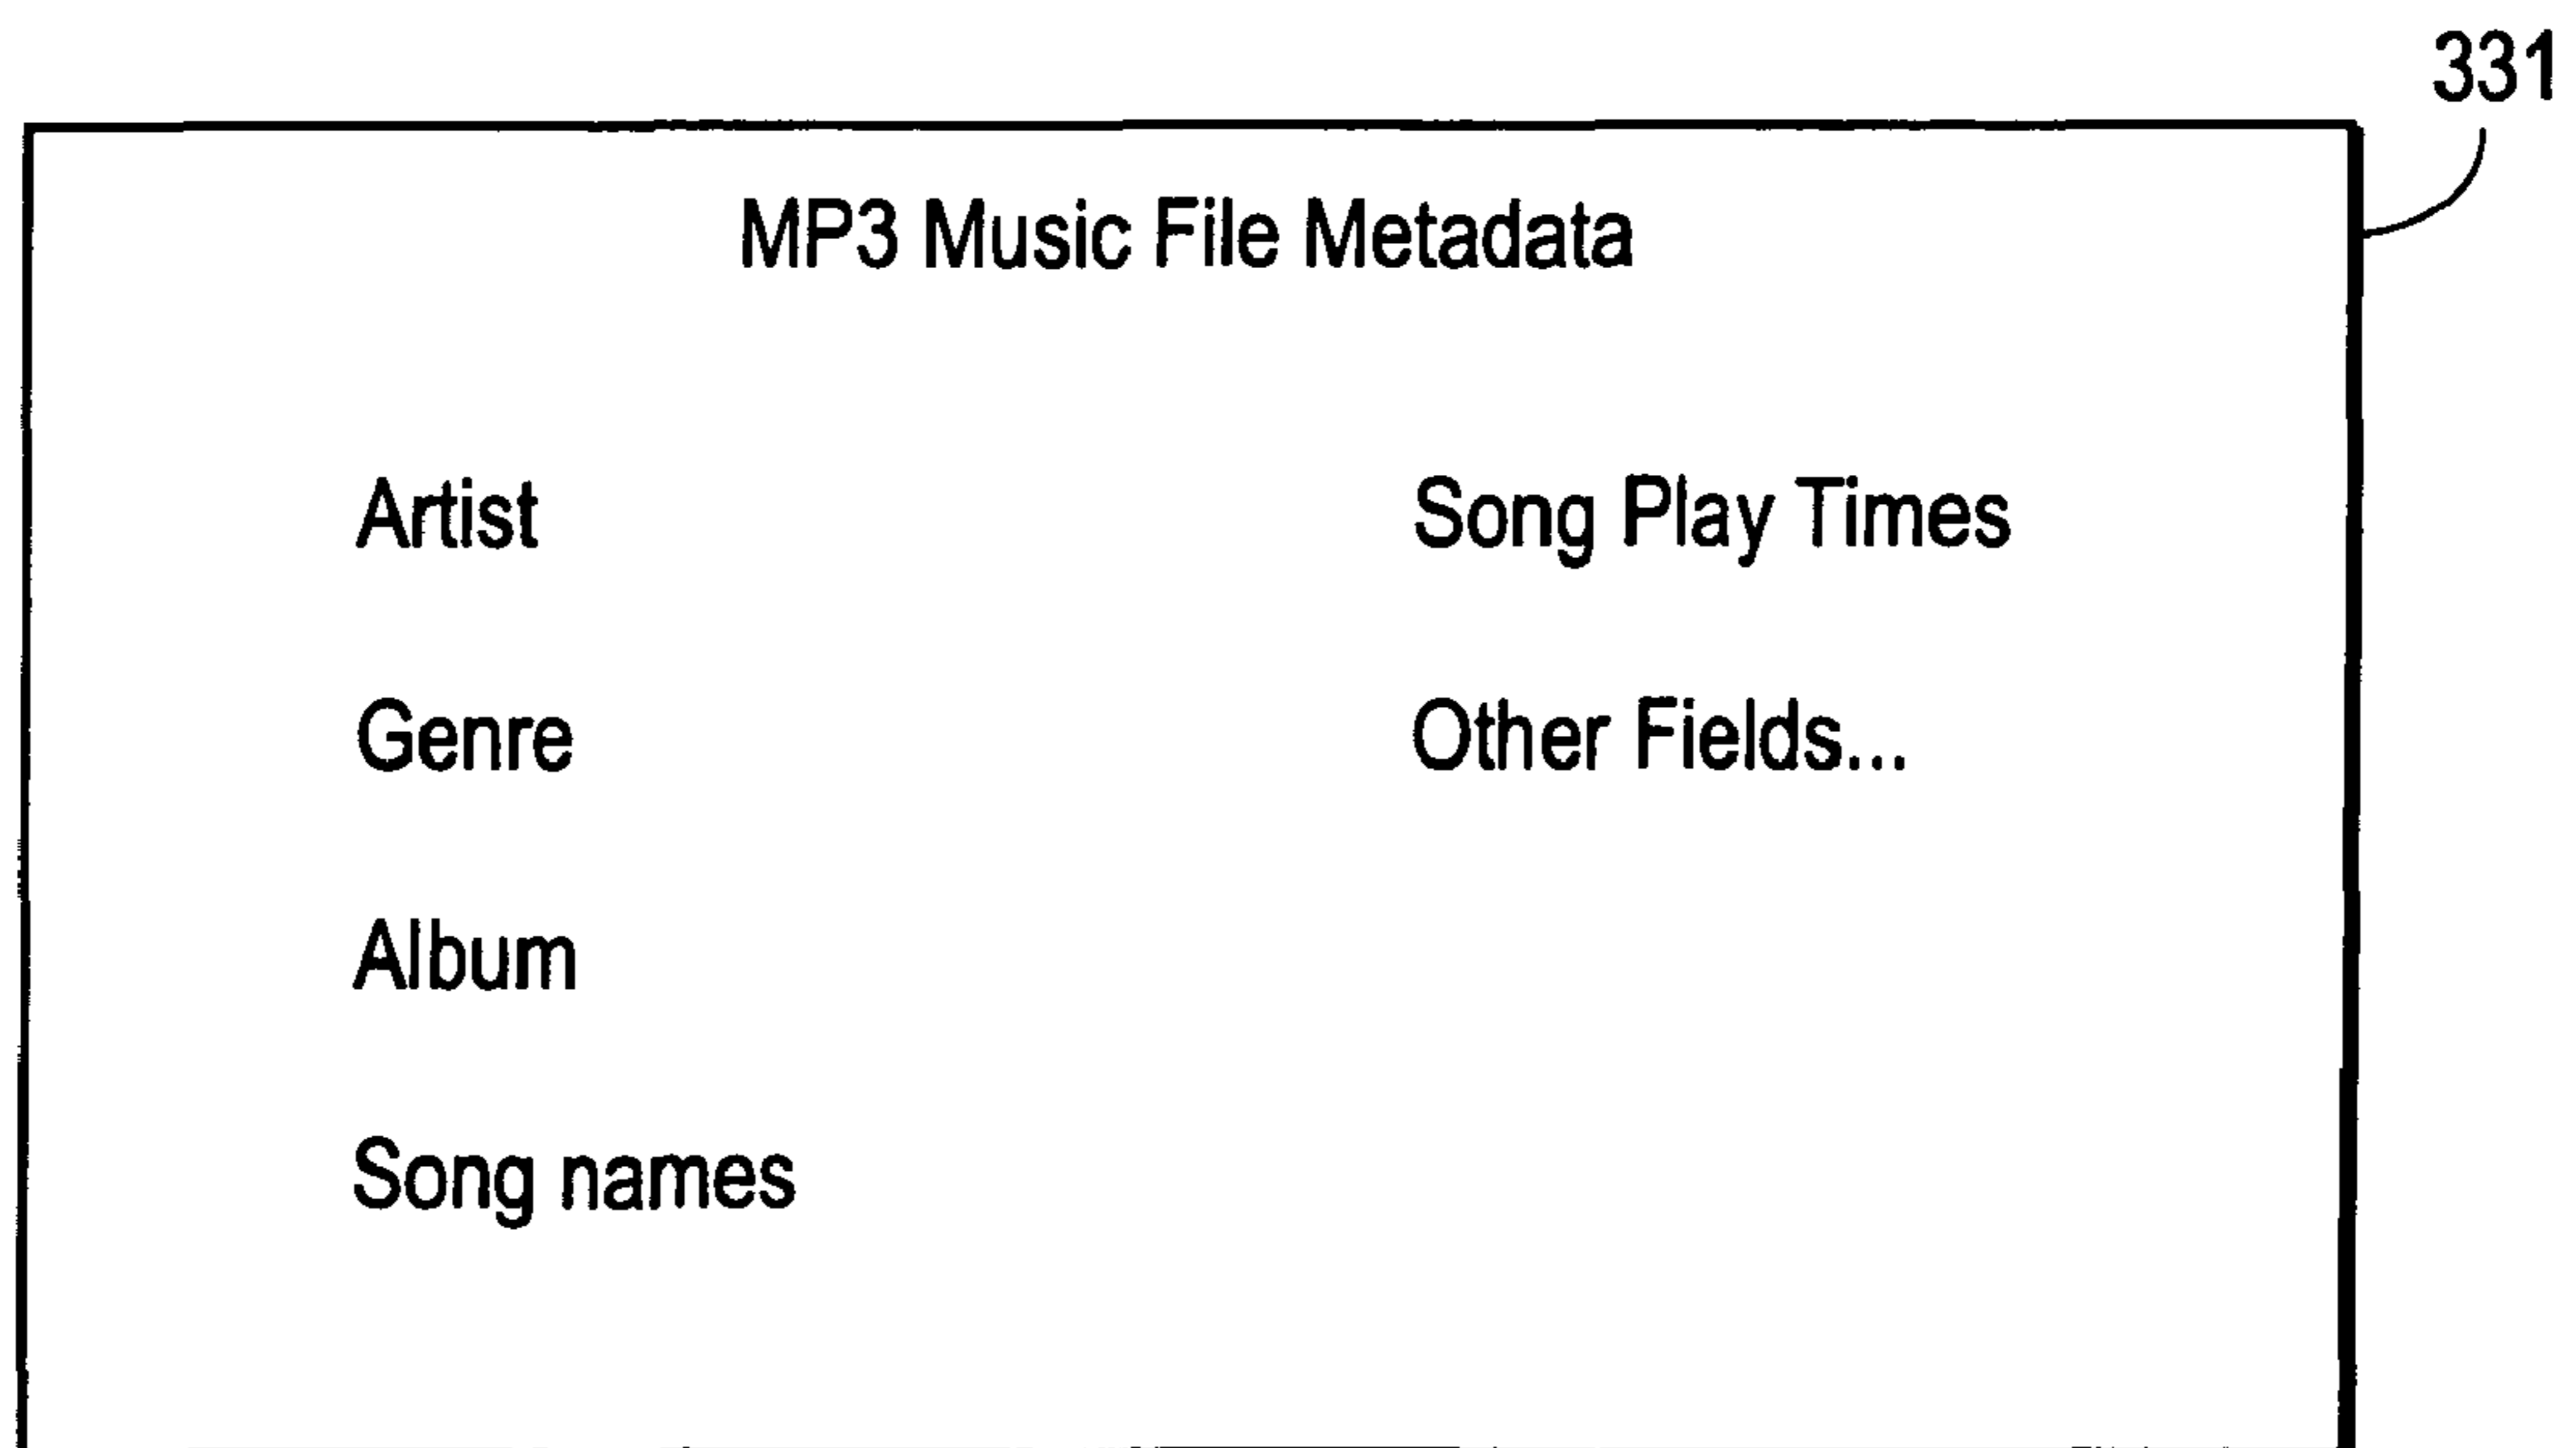 331
MP3 Music File Metadata
Artist
Genre
Album
Song names
Song Play Times
Other Fields...